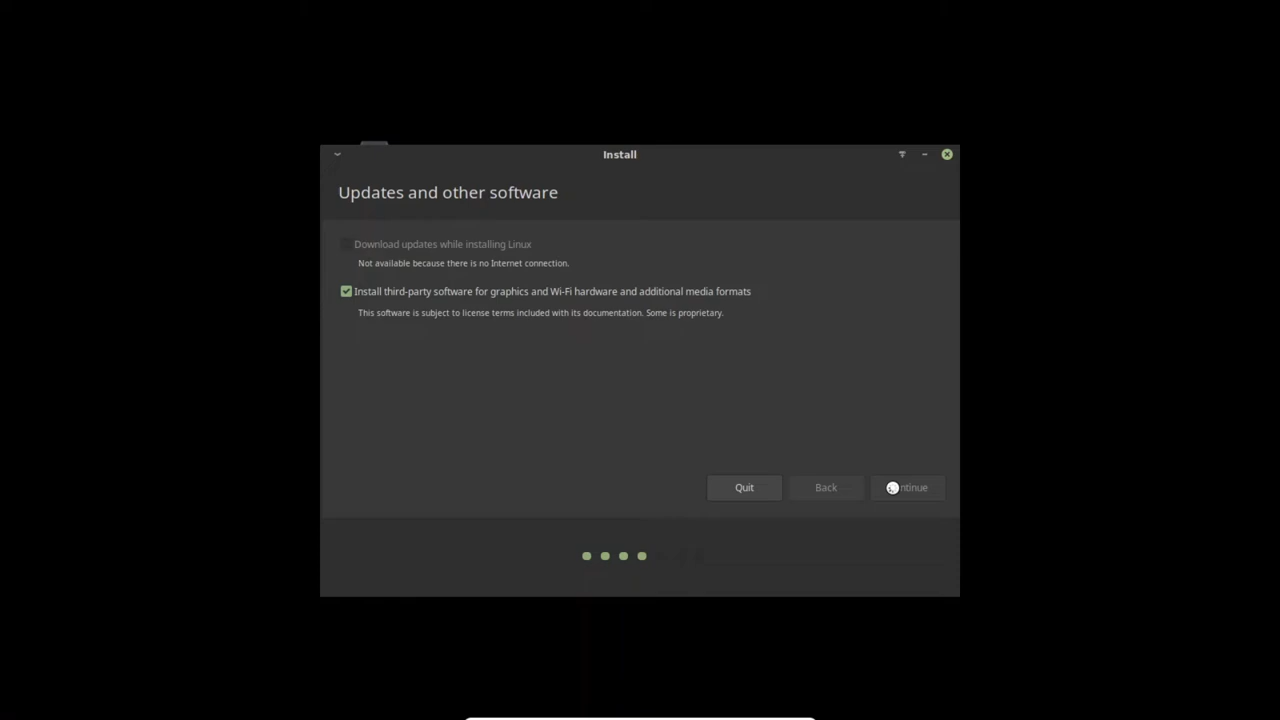 Install
Updates and other software
Download updates while installing Linux
Not available because there is no Internet connection.
Install third-party software for graphics and Wi-Fi hardware and additional media formats
This software is subject to license terms included with its documentation. Some is proprietary.
Quit Back